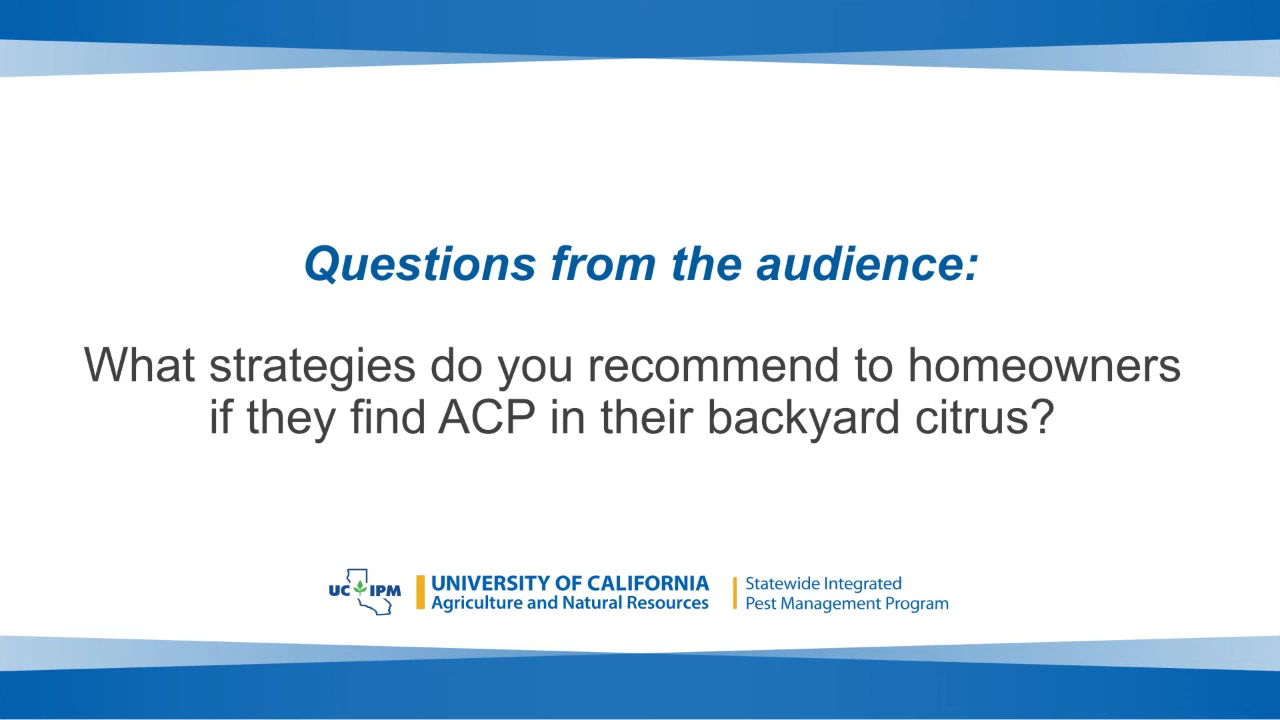 Questions from the audience:
What strategies do you recommend to homeowners
if they find ACP in their backyard citrus?
UC IPM
UNIVERSITY OF CALIFORNIA
Agriculture and Natural Resources
Statewide Integrated
Pest Management Program